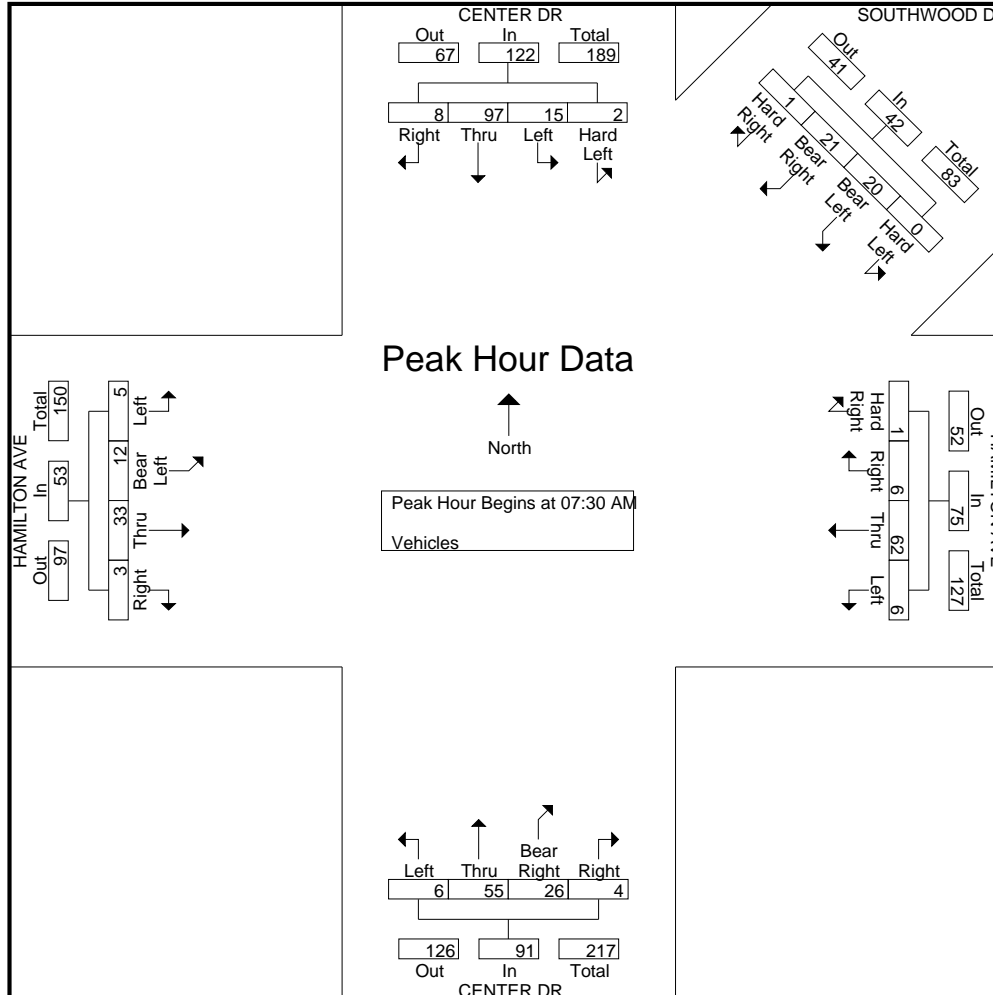 CENTER DR
Out In Total
67 122 189
8 97 15 2
Right Thru Left Hard Left
SOUTHWOOD D
Out In Total
41 42 83
1 21 20 0
Hard Right Bear Right Bear Left Hard Left
Peak Hour Data
North
Peak Hour Begins at 07:30 AM
Vehicles
HAMILTON AVE
Total In Out
150 53 97
5 12 33 3
Left Bear Left Thru Right
Out In Total
52 75 127
1 6 62 6
Hard Right Right Thru Left
Left Thru Bear Right Right
6 55 26 4
126 91 217
Out In Total
CENTER DR